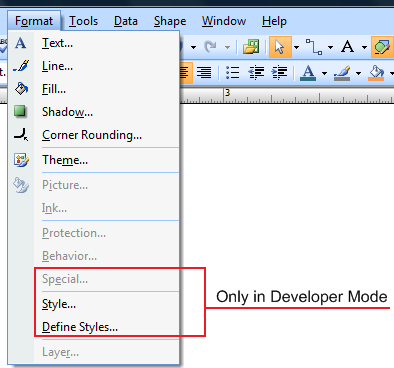 Format Tools Data Shape Window Help
Text...
Line...
Fill...
Shadow...
Corner Rounding...
Theme...
Picture...
Ink...
Protection...
Behavior...
Special...
Style...
Define Styles...
Layer...
A
t.
A
3
Only in Developer Mode